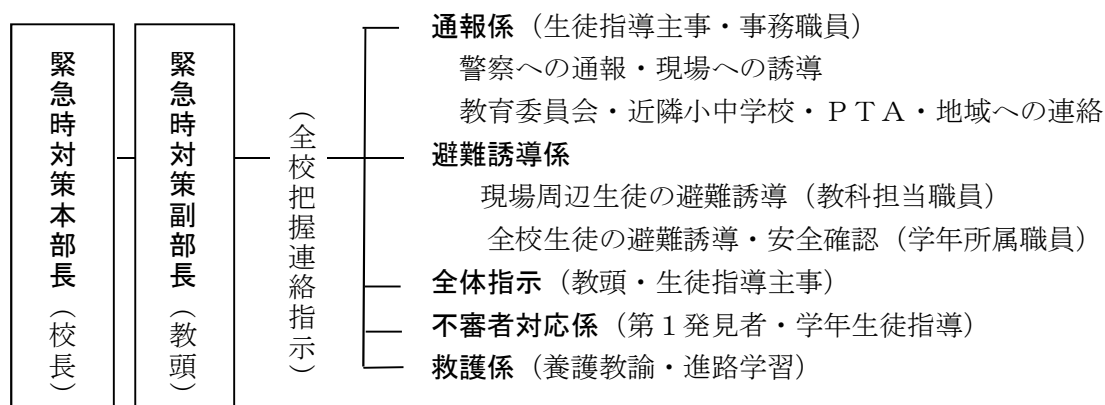 緊急時対策本部長（校長）
緊急時対策副部長（教頭）
（全校把握連絡指示）
通報係（生徒指導主事・事務職員）
警察への通報・現場への誘導
教育委員会・近隣小中学校・ＰＴＡ・地域への連絡
避難誘導係
現場周辺生徒の避難誘導（教科担当職員）
全校生徒の避難誘導・安全確認（学年所属職員）
全体指示（教頭・生徒指導主事）
不審者対応係（第１発見者・学年生徒指導）
救護係（養護教諭・進路学習）